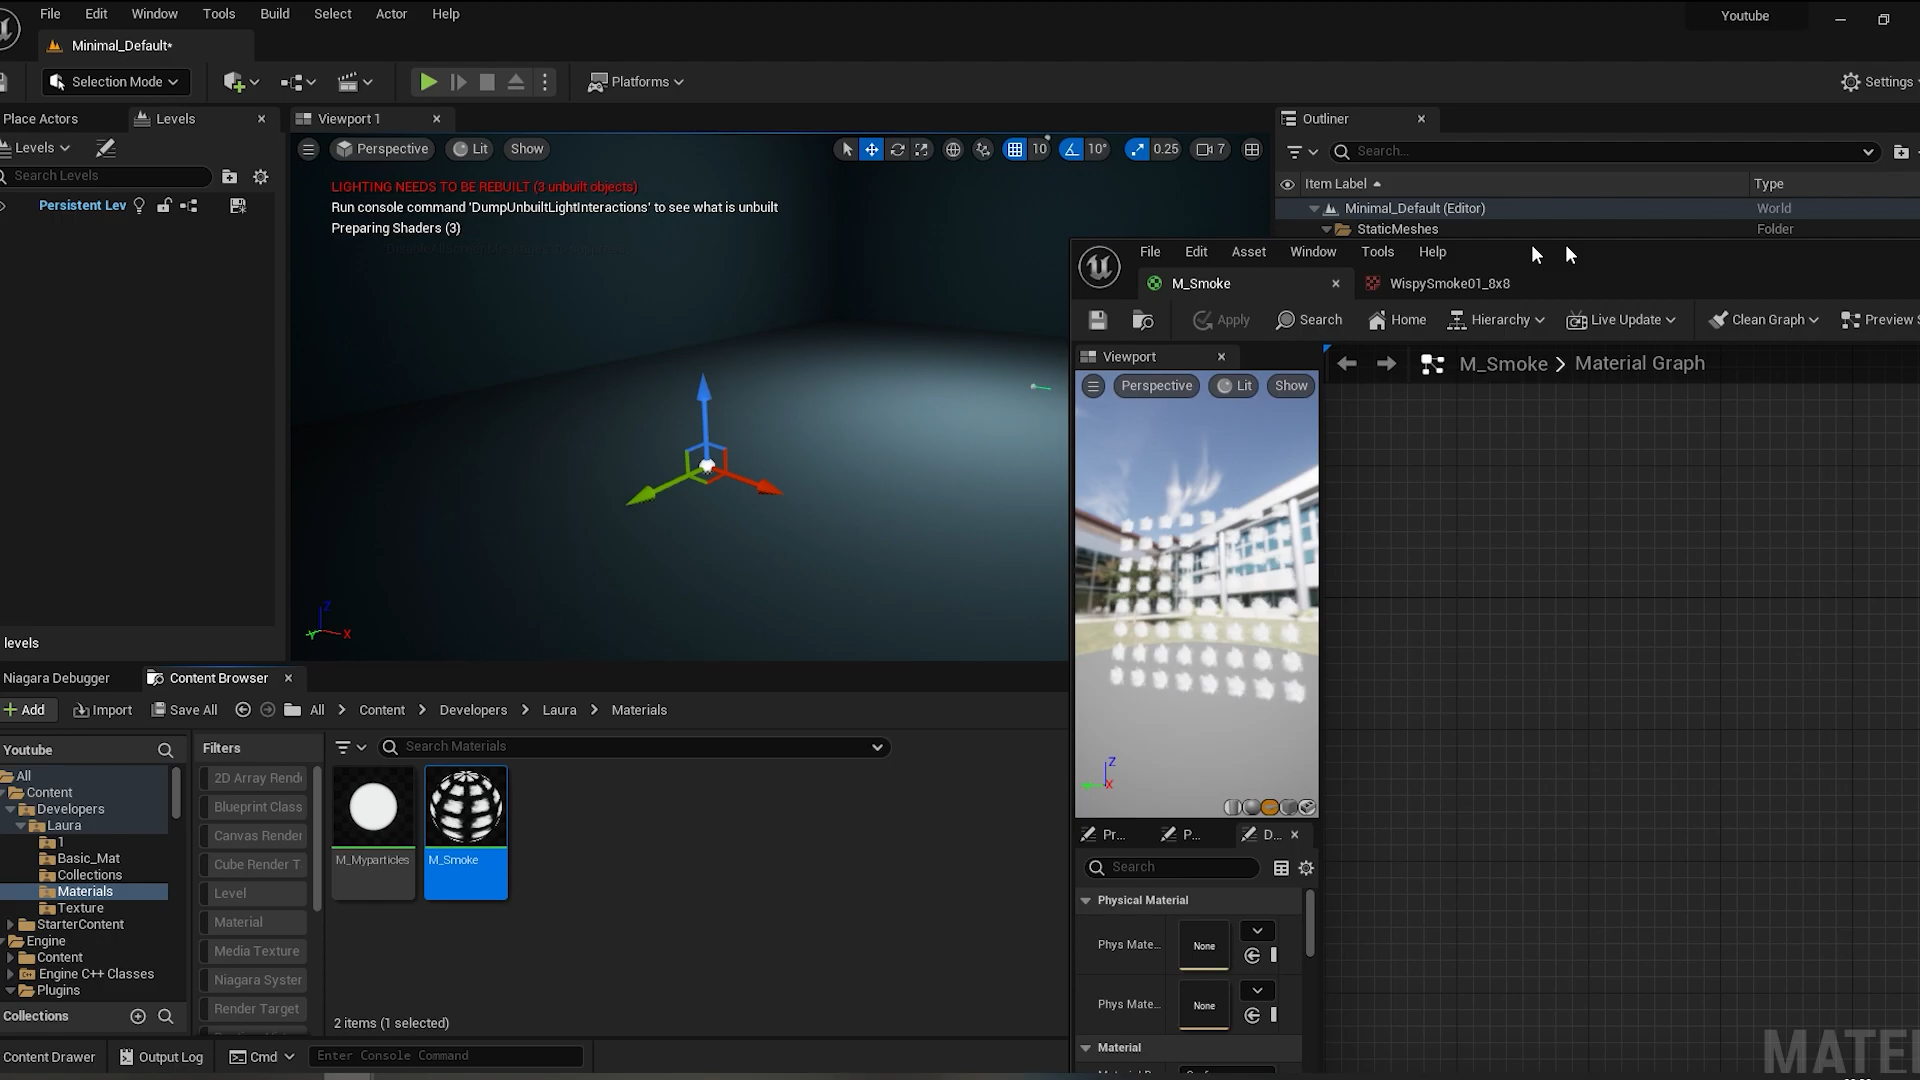 File Edit Window Tools Build Select Actor Help
Youtube
Minimal_Default*
Selection Mode
Platforms
Settings
Place Actors
Levels
Viewport 1
Outliner
Levels
Perspective
Lit
Show
10
10°
0.25
7
Search...
Search Levels
Item Label
Type
LIGHTING NEEDS TO BE REBUILT (3 unbuilt objects)
Persistent Lev
Run console command 'DumpUnbuiltLightInteractions' to see what is unbuilt
Minimal_Default (Editor)
World
Preparing Shaders (3)
StaticMeshes
Folder
File Edit Asset Window Tools Help
M_Smoke
WispySmoke01_8x8
Apply
Search
Home
Hierarchy
Live Update
Clean Graph
Preview S
Viewport
M_Smoke > Material Graph
Perspective
Lit
Show
Z
X
Y
levels
Niagara Debugger
Content Browser
Add
Import
Save All
All > Content > Developers > Laura > Materials
Youtube
Filters
Search Materials
All
2D Array Rende
Content
Blueprint Class
Developers
Canvas Render
Laura
Cube Render T
1
Basic_Mat
M_Myparticles
M_Smoke
Collections
Level
Materials
Texture
Material
StarterContent
Engine
Media Texture
Content
Engine C++ Classes
Niagara Syster
Plugins
Render Target
Collections
2 items (1 selected)
Content Drawer
Output Log
Cmd
Enter Console Command
Z
X
Pr...
P...
D...
Search
Physical Material
Phys Mate...
None
Phys Mate...
None
Material
MATE